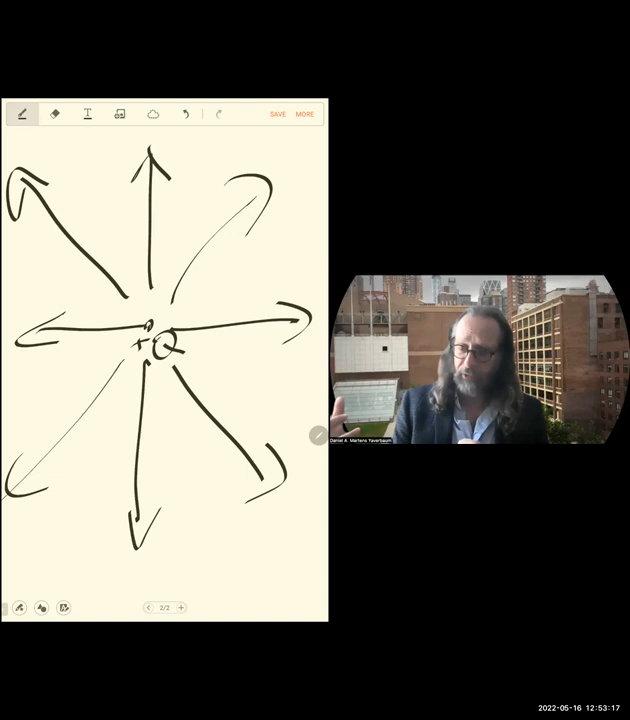 T SAVE MORE
+Q
Daniel A. Martens Yaverbaum
2/2
2022-05-16 12:53:17